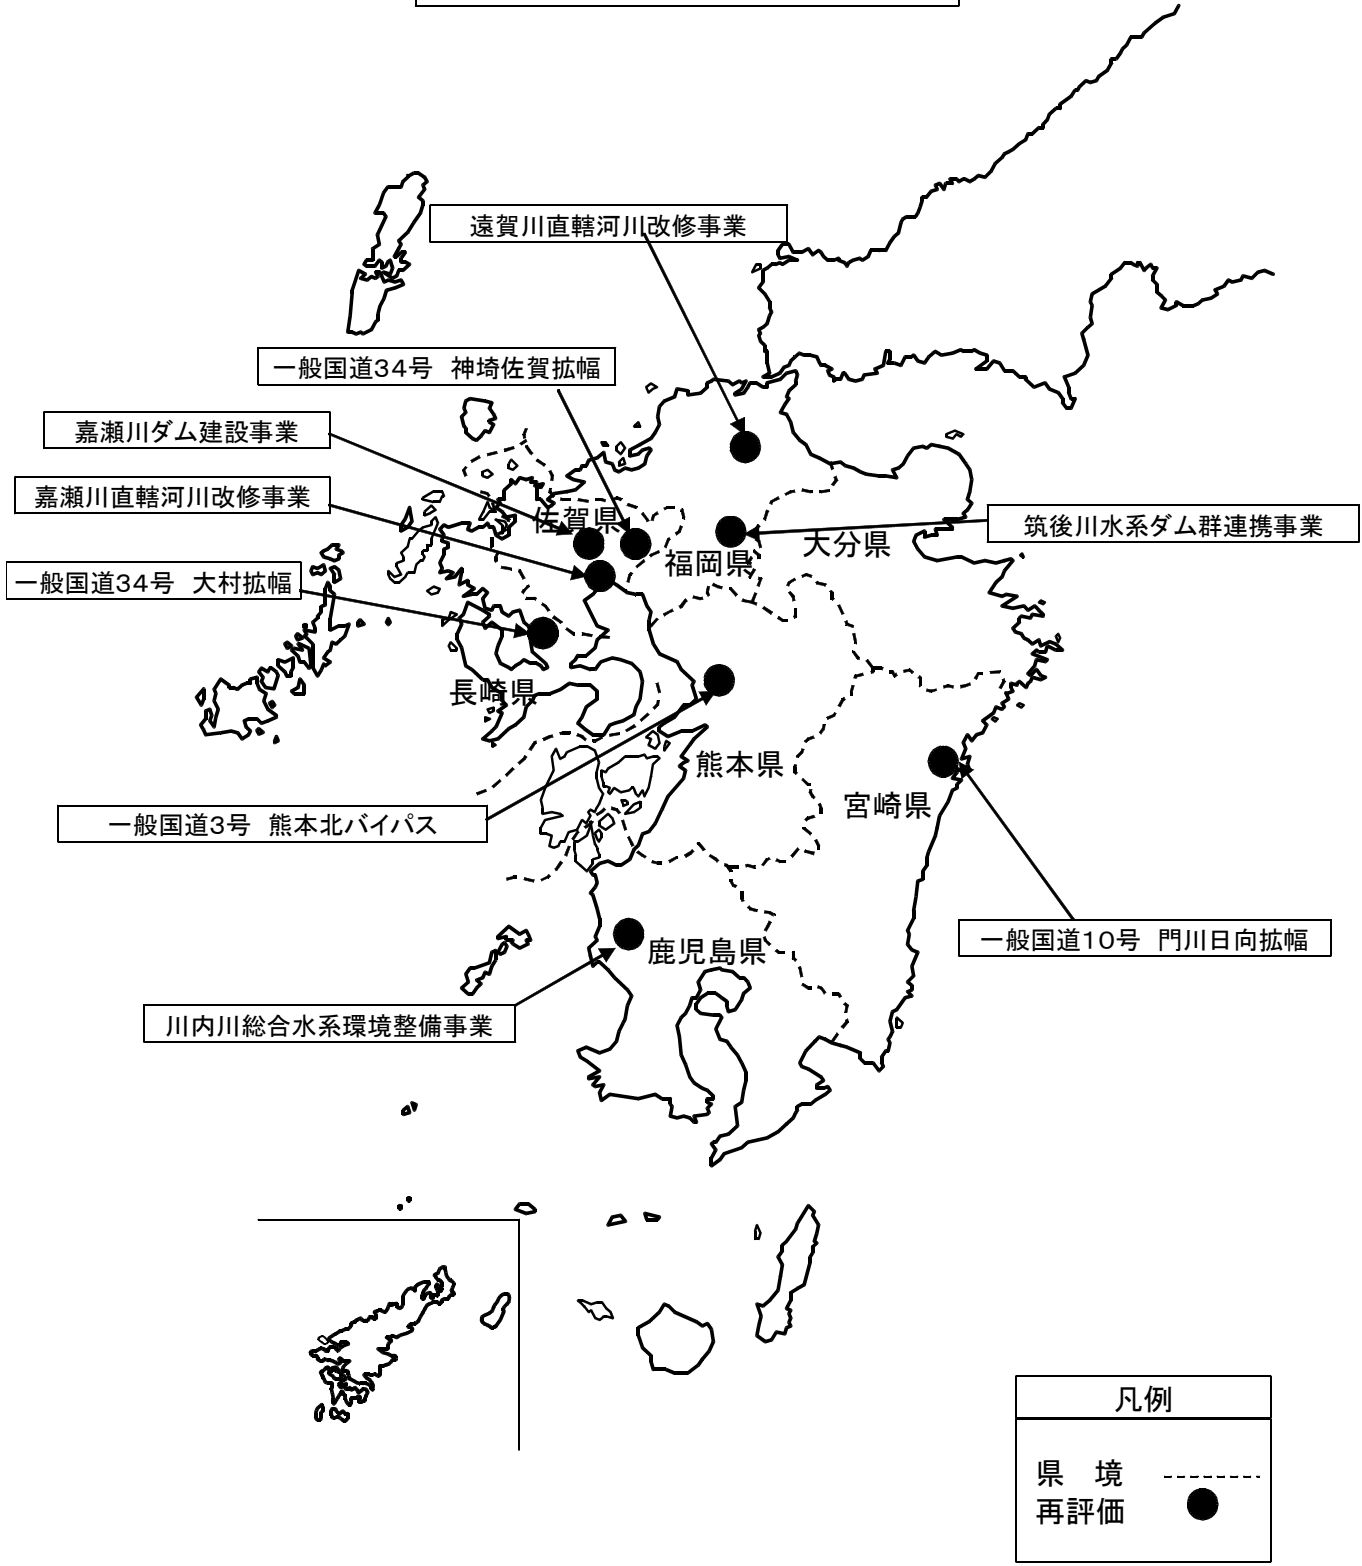 遠賀川直轄河川改修事業
一般国道34号　神埼佐賀拡幅
嘉瀬川ダム建設事業
嘉瀬川直轄河川改修事業
佐賀県
筑後川水系ダム群連携事業
大分県
福岡県
一般国道34号　大村拡幅
長崎県
熊本県
宮崎県
一般国道3号　熊本北バイパス
一般国道10号　門川日向拡幅
鹿児島県
川内川総合水系環境整備事業
凡例
県　境
再評価